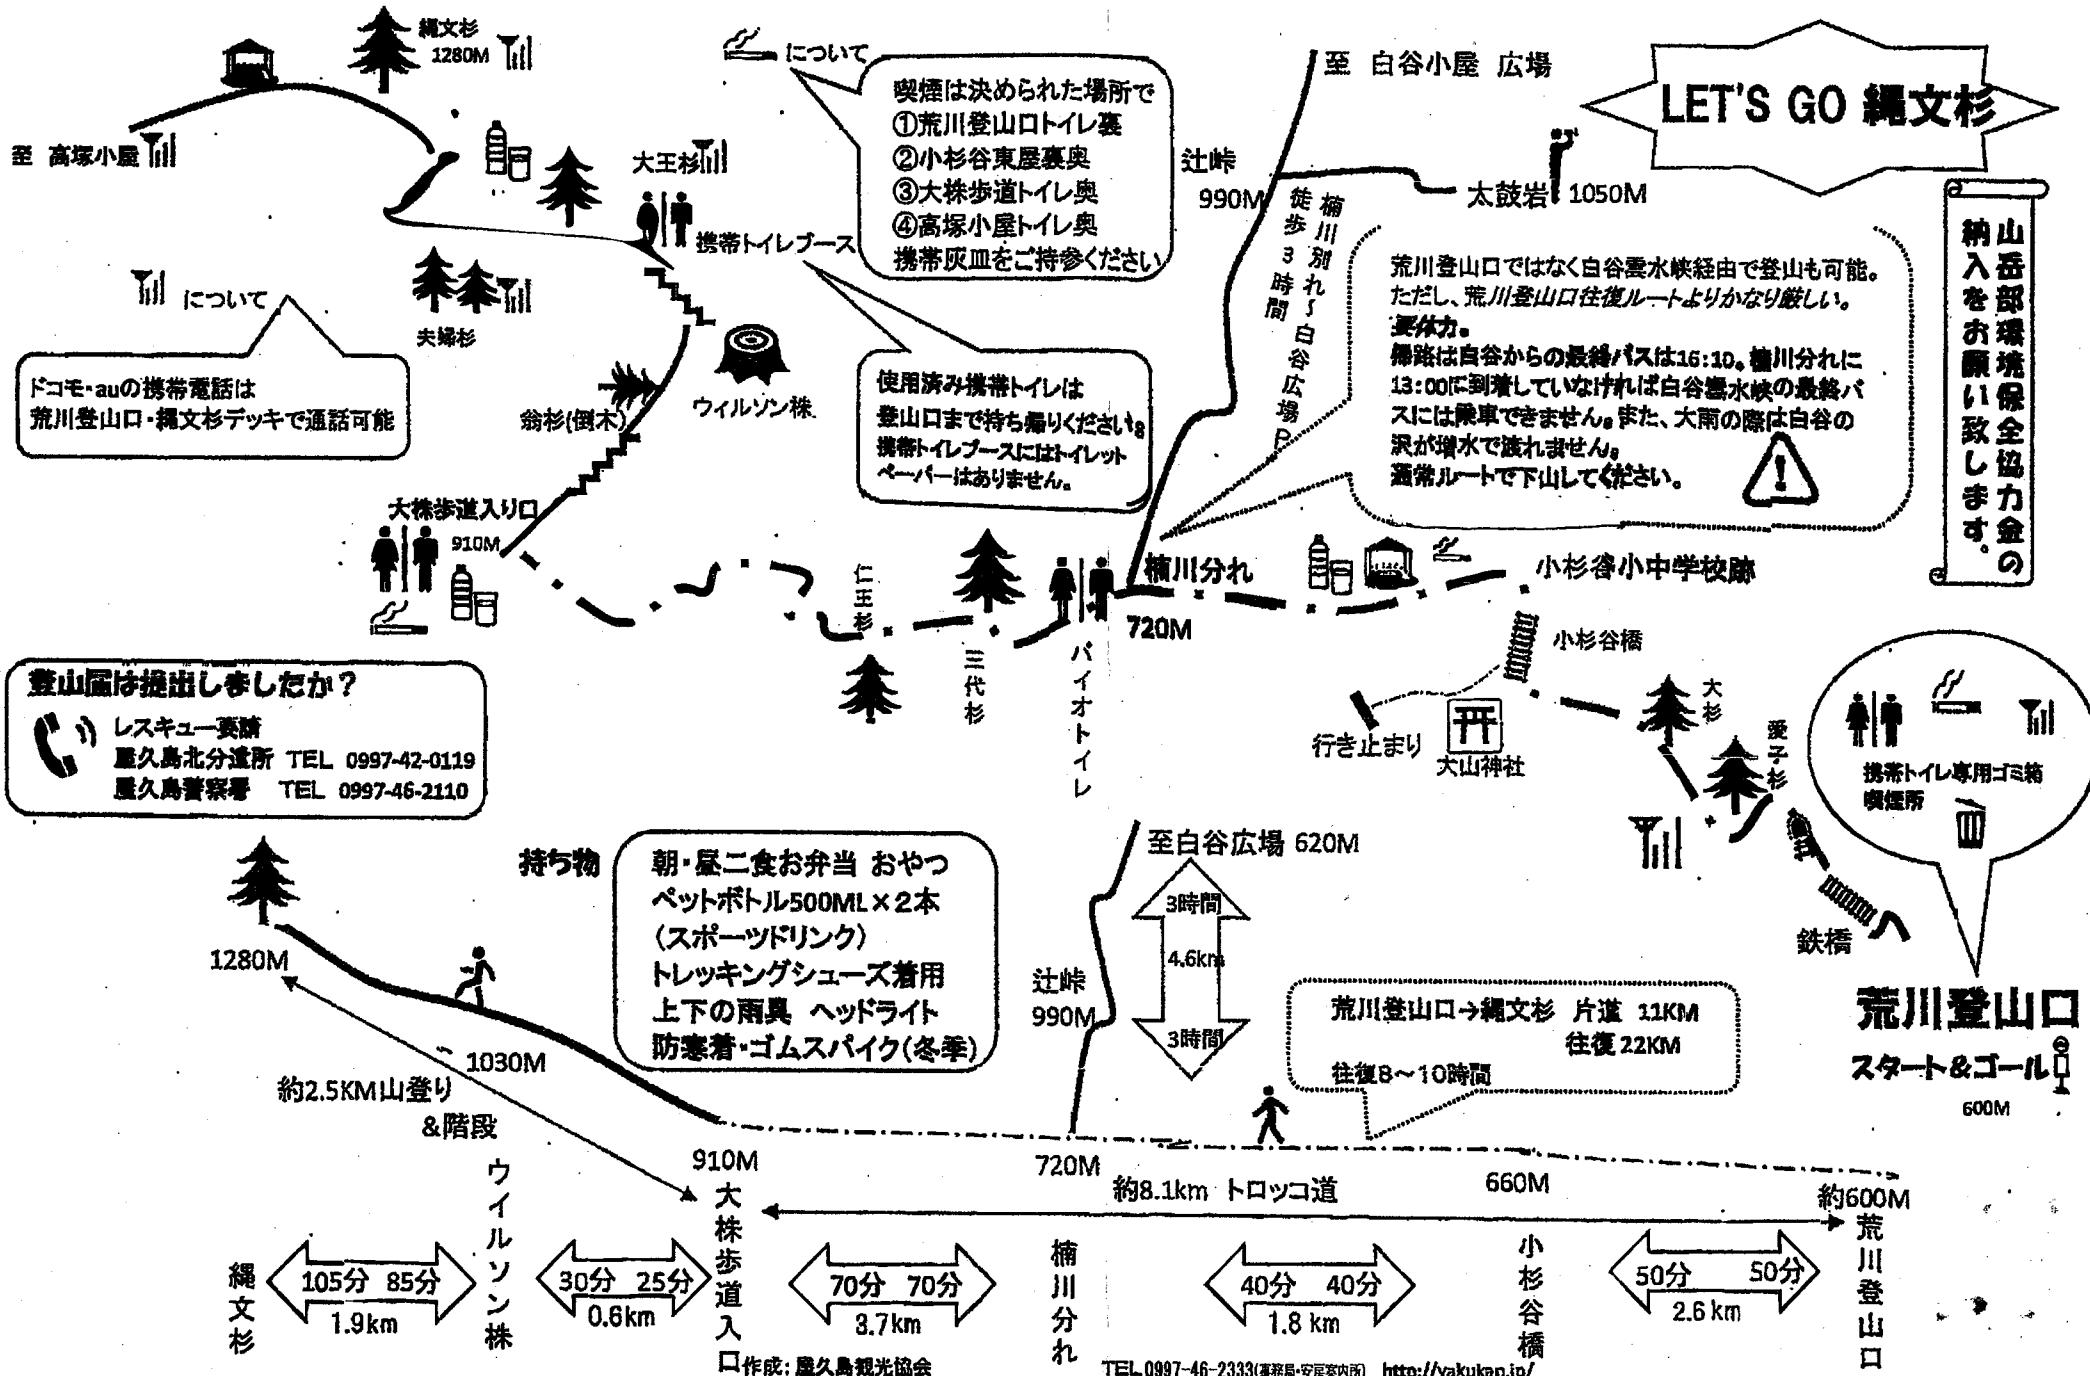 LET'S GO 縄文杉
縄文杉
1280M
至 高塚小屋
について
喫煙は決められた場所で
①荒川登山口トイレ裏
②小杉谷東屋裏奥
③大株歩道トイレ奥
④高塚小屋トイレ奥
携帯灰皿をご持参ください
大王杉
携帯トイレブース
使用済み携帯トイレは
登山口まで持ち帰りください。
携帯トイレブースにはトイレット
ペーパーはありません。
について
ドコモ・auの携帯電話は
荒川登山口・縄文杉デッキで通話可能
夫婦杉
ウィルソン株
翁杉(倒木)
大株歩道入り口
910M
至 白谷小屋 広場
辻峠
990M
太鼓岩 1050M
楠川別れ~白谷広場P
徒歩3時間
荒川登山口ではなく白谷雲水峡経由で登山も可能。
ただし、荒川登山口往復ルートよりかなり厳しい。
要体力。
帰路は白谷からの最終バスは16:10。楠川分れに
13:00に到着していなければ白谷雲水峡の最終バ
スには乗車できません。また、大雨の際は白谷の
沢が増水で渡れません。
通常ルートで下山してください。
山岳部環境保全協力金の
納入をお願い致します。
仁王杉
三代杉
バイオトイレ
楠川分れ
720M
小杉谷小中学校跡
小杉谷橋
行き止まり
大山神社
大杉
愛子杉
鉄橋
携帯トイレ専用ゴミ箱
喫煙所
荒川登山口
スタート&ゴール
600M
登山届は提出しましたか?
レスキュー要請
屋久島北分遣所 TEL 0997-42-0119
屋久島警察署 TEL 0997-46-2110
持ち物
朝・昼二食お弁当 おやつ
ペットボトル500ML×2本
(スポーツドリンク)
トレッキングシューズ着用
上下の雨具 ヘッドライト
防寒着・ゴムスパイク(冬季)
至白谷広場 620M
3時間
4.6km
3時間
辻峠
990M
荒川登山口→縄文杉 片道 11KM
往復 22KM
往復8~10時間
1280M
1030M
約2.5KM山登り
&階段
910M
720M
660M
約600M
約8.1km トロッコ道
縄文杉
105分 85分
1.9km
ウイルソン株
30分 25分
0.6km
大株歩道入口
70分 70分
3.7km
楠川分れ
40分 40分
1.8 km
小杉谷橋
50分 50分
2.6 km
荒川登山口
作成:屋久島観光協会
TEL 0997-46-2333(事務局・安房案内所) http://yakukan.jp/